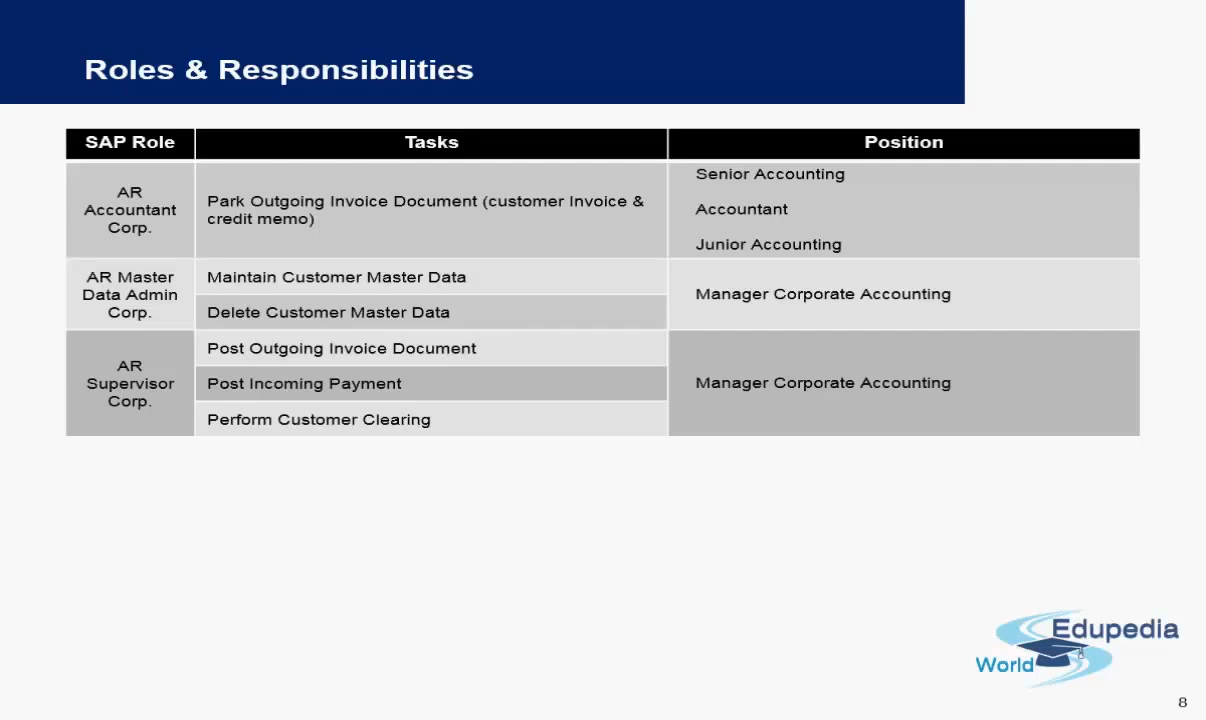 Roles & Responsibilities
SAP Role Tasks Position
AR
Accountant
Corp.
Park Outgoing Invoice Document (customer Invoice &
credit memo)
Senior Accounting
Accountant
Junior Accounting
AR Master
Data Admin
Corp.
Maintain Customer Master Data
Delete Customer Master Data
Manager Corporate Accounting
AR
Supervisor
Corp.
Post Outgoing Invoice Document
Post Incoming Payment
Perform Customer Clearing
Manager Corporate Accounting
Edupedia
World
8